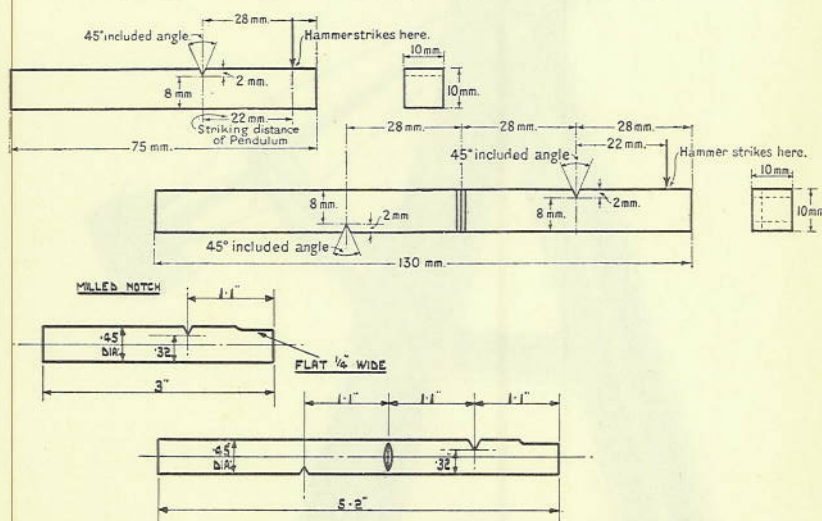 28 mm.
45° included angle
Hammer strikes here.
10 mm.
2 mm.
8 mm
10 mm.
22 mm.
Striking distance
of Pendulum
75 mm.
28 mm.
28 mm.
28 mm.
22 mm.
45° included angle
Hammer strikes here.
10 mm.
8 mm.
2 mm
2 mm.
8 mm.
10 mm
45° included angle
130 mm.
MILLED NOTCH
1·1"
·45
DIA.
·32
FLAT 1/4" WIDE
3"
1·1"
1·1"
1·1"
·45
DIA.
·32
5·2"